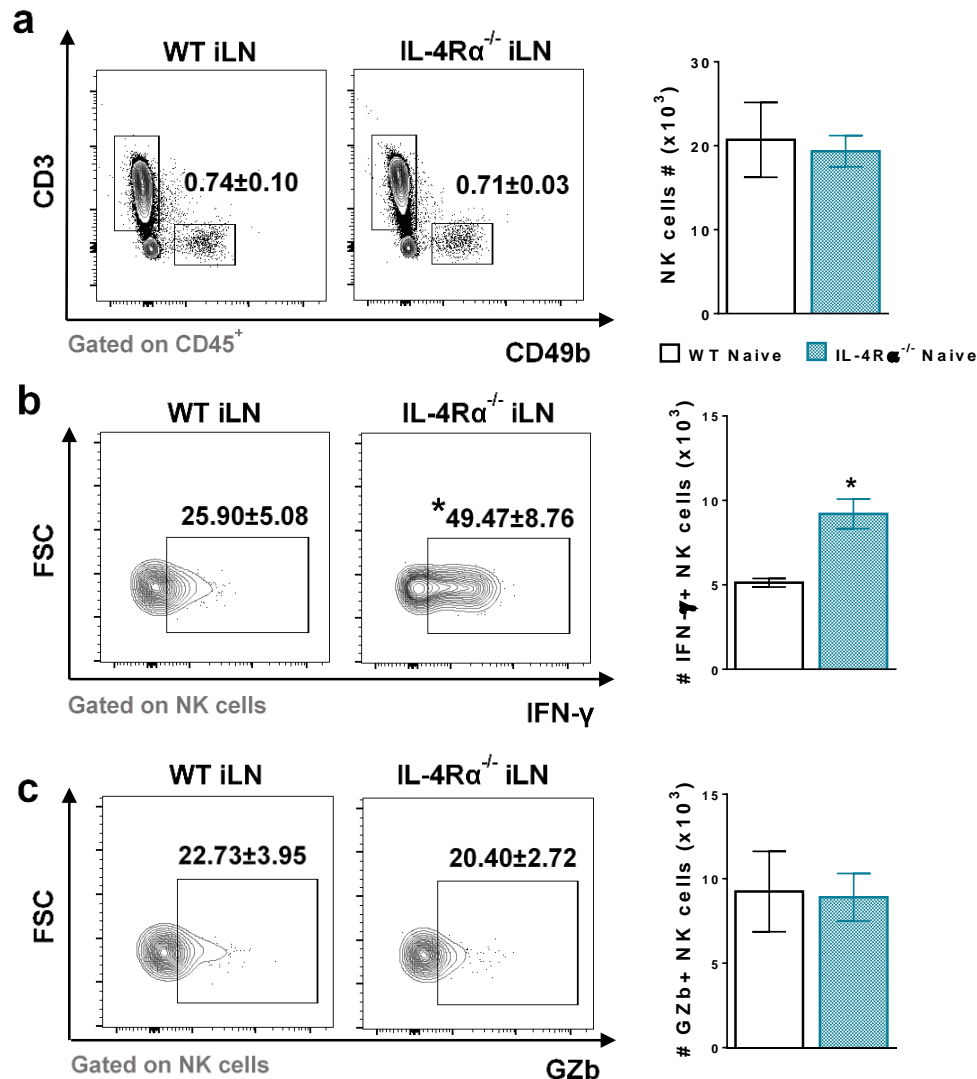 a
WT iLN
IL-4Rα-/- iLN
CD3
0.74±0.10
0.71±0.03
Gated on CD45+
CD49b
NK cells # (x10³)
30
20
10
0
WT Naive
IL-4Rα-/- Naive
b
WT iLN
IL-4Rα-/- iLN
FSC
25.90±5.08
*49.47±8.76
Gated on NK cells
IFN-γ
# IFN-γ+ NK cells (x10³)
15
10
5
0
*
c
WT iLN
IL-4Rα-/- iLN
FSC
22.73±3.95
20.40±2.72
Gated on NK cells
GZb
# GZb+ NK cells (x10³)
15
10
5
0